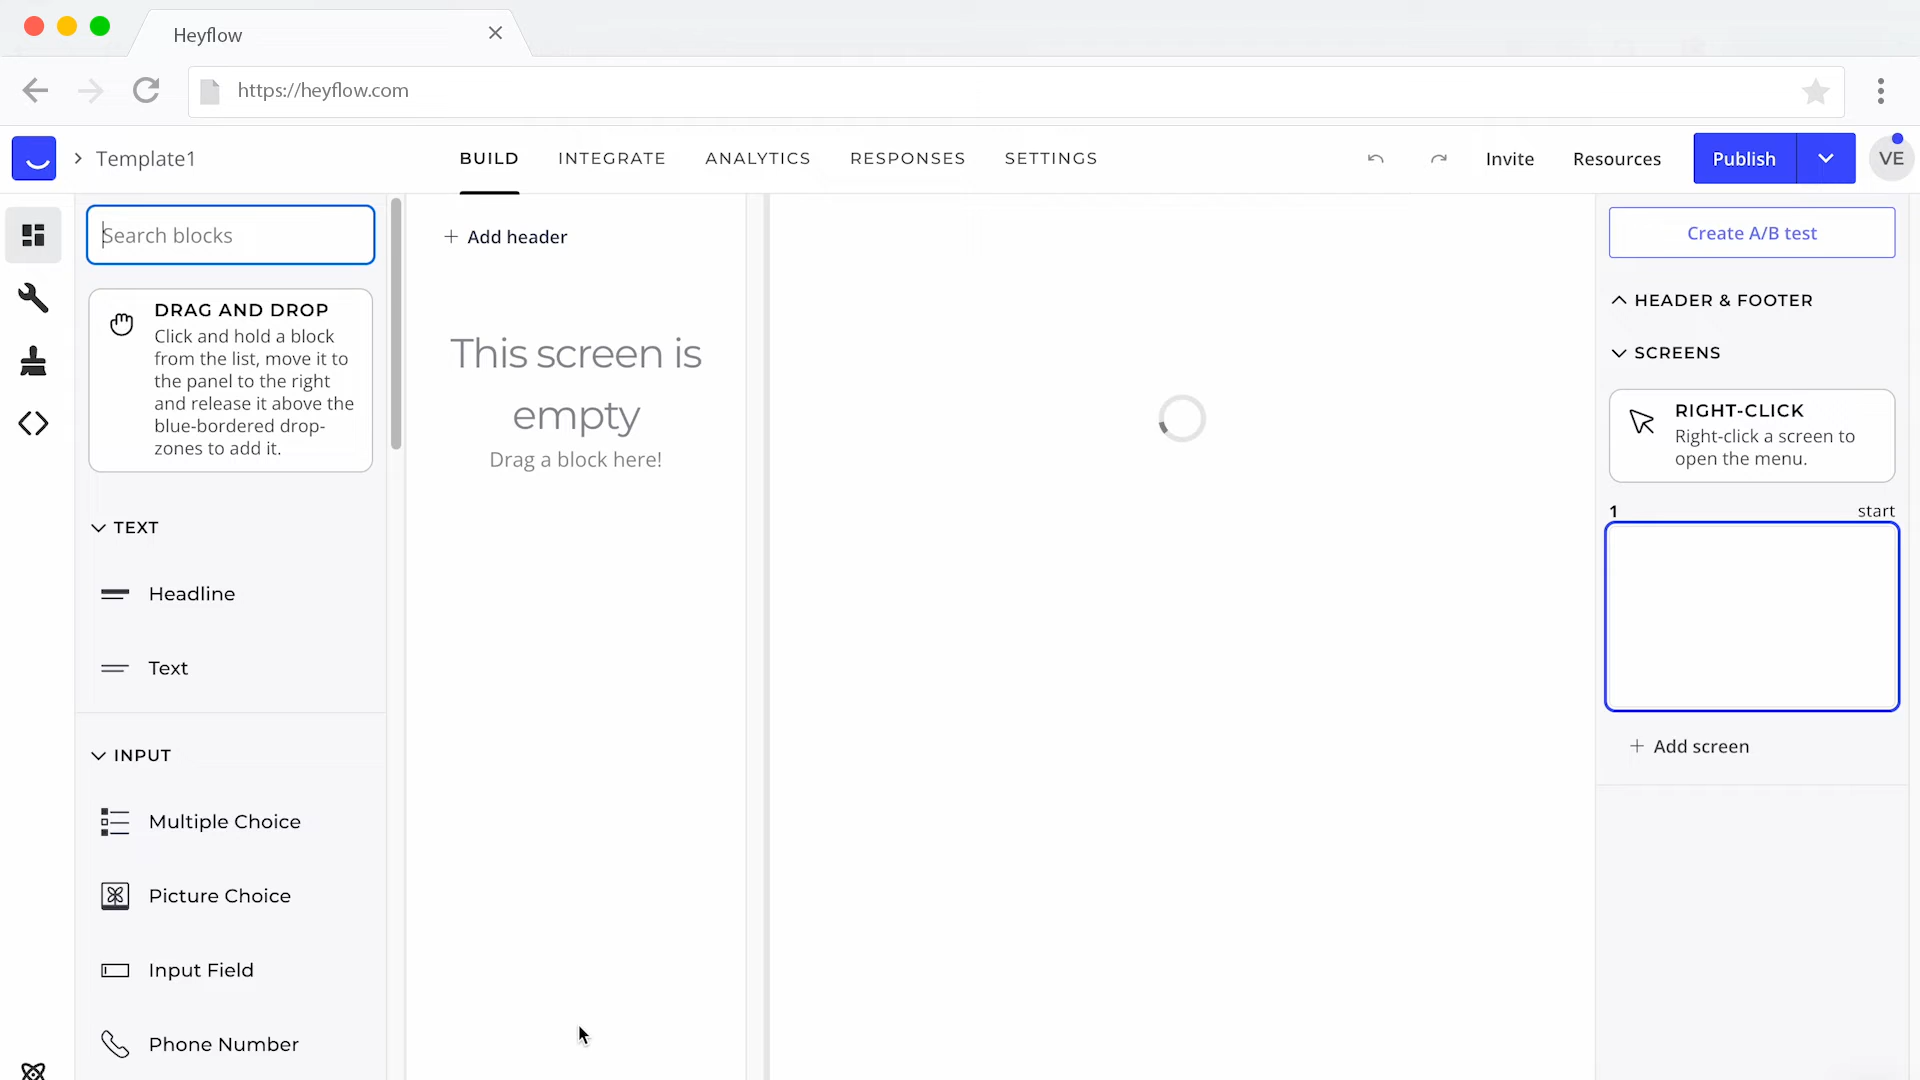 Heyflow
https://heyflow.com
Template1
BUILD
INTEGRATE
ANALYTICS
RESPONSES
SETTINGS
Invite
Resources
Publish
VE
Search blocks
DRAG AND DROP
Click and hold a block
from the list, move it to
the panel to the right
and release it above the
blue-bordered drop-
zones to add it.
TEXT
Headline
Text
INPUT
Multiple Choice
Picture Choice
Input Field
Phone Number
Add header
This screen is
empty
Drag a block here!
Create A/B test
HEADER & FOOTER
SCREENS
RIGHT-CLICK
Right-click a screen to
open the menu.
1 start
Add screen